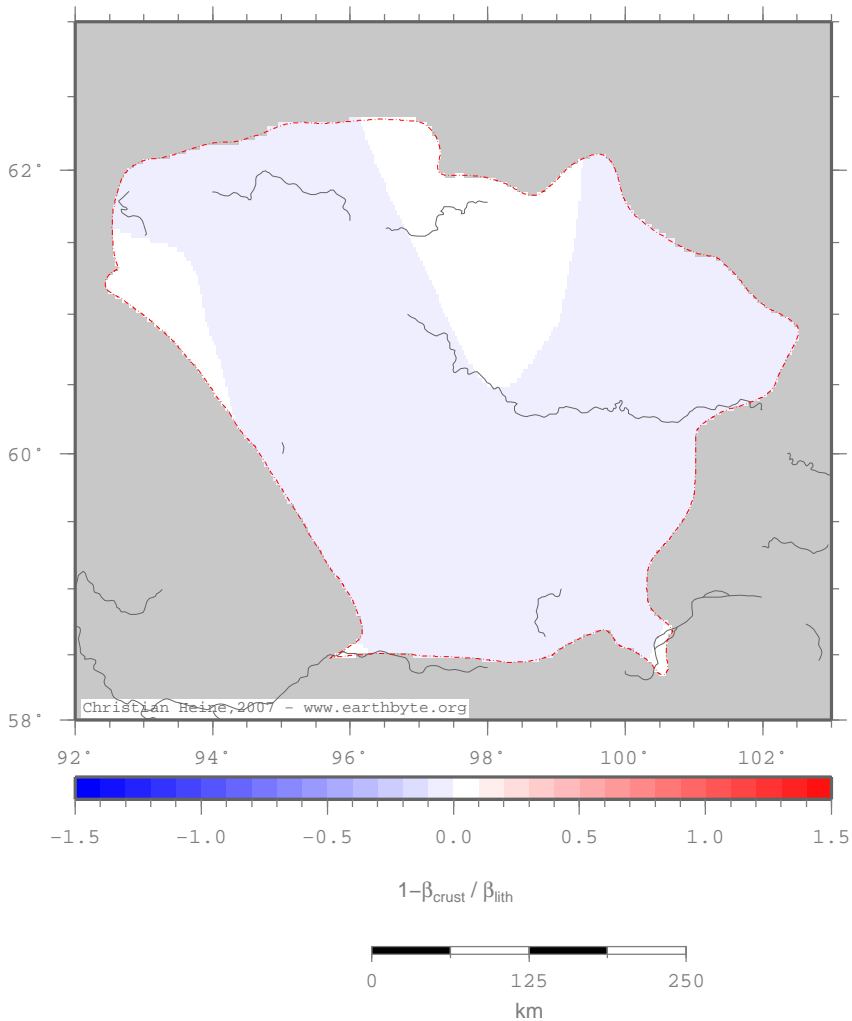 62°
60°
58°
Christian Heine,2007 - www.earthbyte.org
92° 94° 96° 98° 100° 102°
-1.5 -1.0 -0.5 0.0 0.5 1.0 1.5
1−βcrust / βlith
0 125 250
km